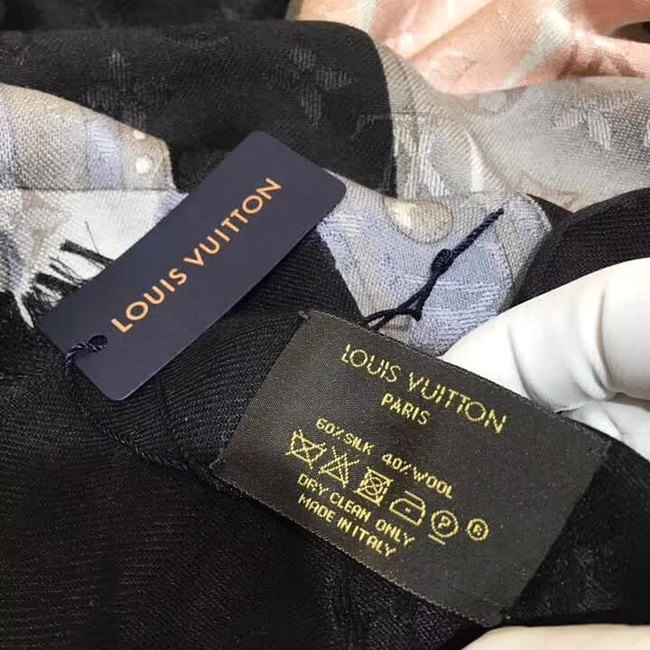 LOUIS VUITTON
LOUIS VUITTON
PARIS
60% SILK 40% WOOL
P ®
DRY CLEAN ONLY
MADE IN ITALY